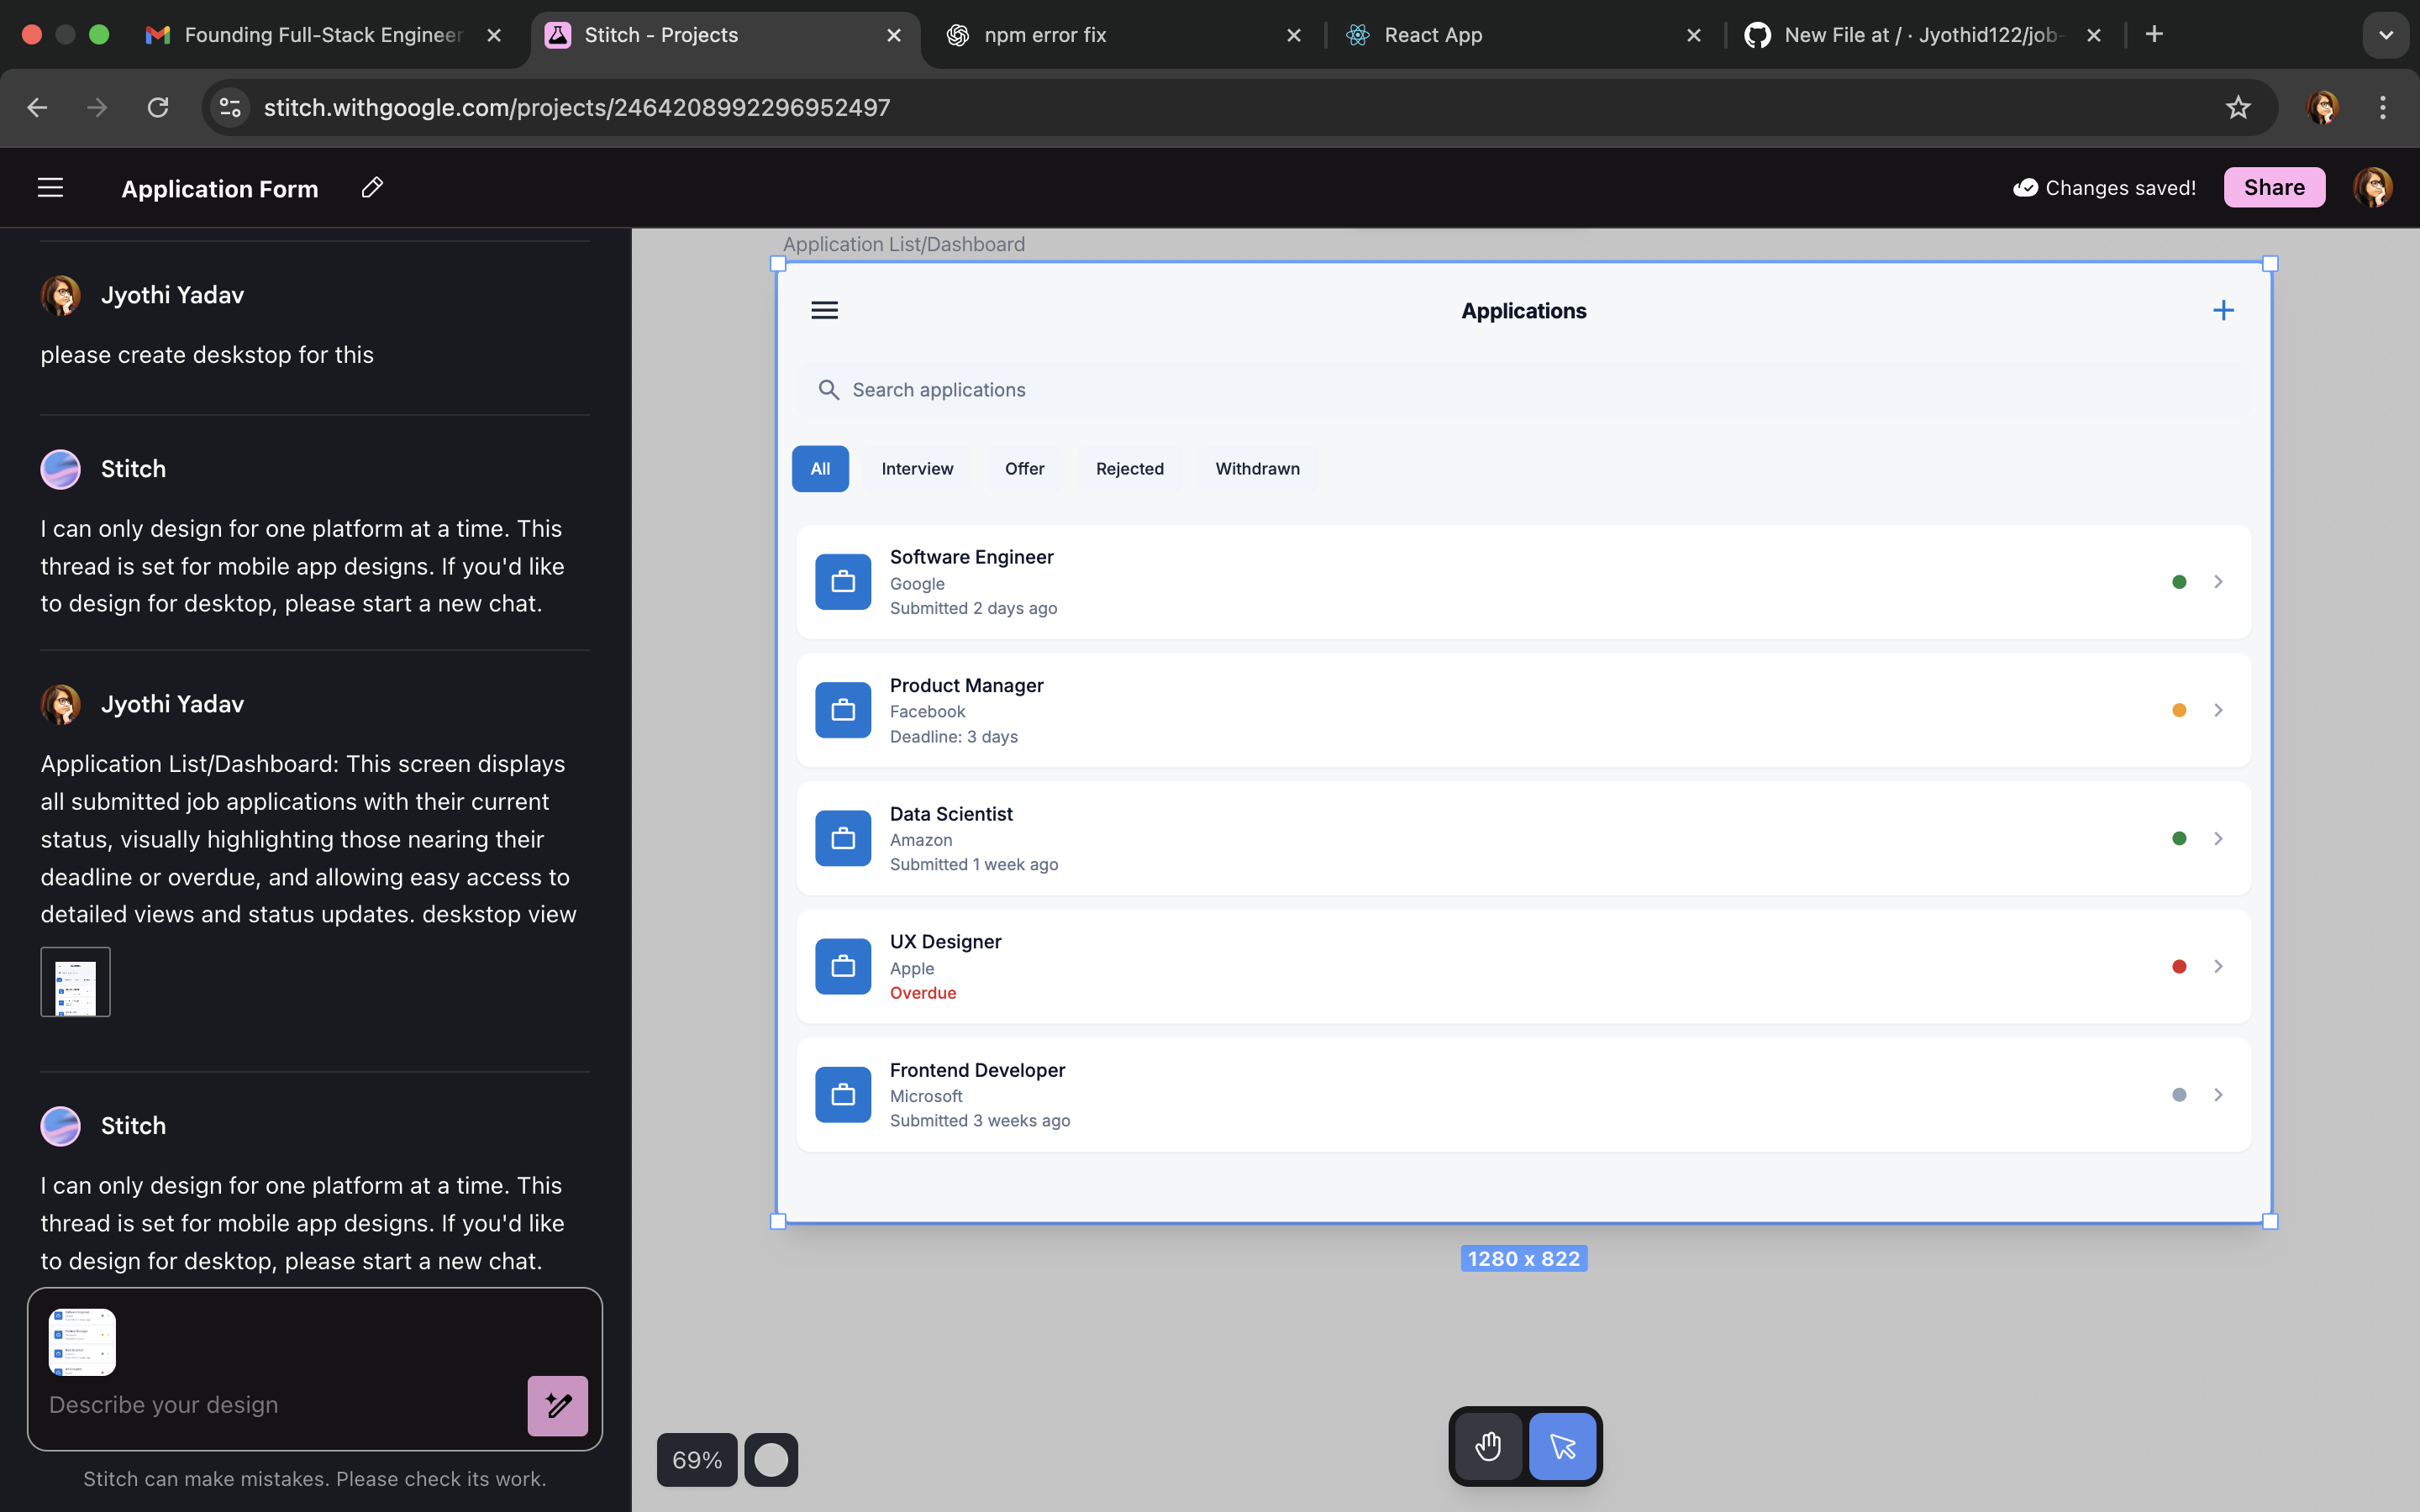 Founding Full-Stack Engineer
Stitch - Projects
npm error fix
React App
New File at / · Jyothid122/job-
stitch.withgoogle.com/projects/2464208992296952497
Application Form
Changes saved!
Share
Jyothi Yadav
please create deskstop for this
Stitch
I can only design for one platform at a time. This
thread is set for mobile app designs. If you'd like
to design for desktop, please start a new chat.
Jyothi Yadav
Application List/Dashboard: This screen displays
all submitted job applications with their current
status, visually highlighting those nearing their
deadline or overdue, and allowing easy access to
detailed views and status updates. deskstop view
Stitch
I can only design for one platform at a time. This
thread is set for mobile app designs. If you'd like
to design for desktop, please start a new chat.
Describe your design
Stitch can make mistakes. Please check its work.
Application List/Dashboard
Applications
Search applications
All
Interview
Offer
Rejected
Withdrawn
Software Engineer
Google
Submitted 2 days ago
Product Manager
Facebook
Deadline: 3 days
Data Scientist
Amazon
Submitted 1 week ago
UX Designer
Apple
Overdue
Frontend Developer
Microsoft
Submitted 3 weeks ago
1280 x 822
69%